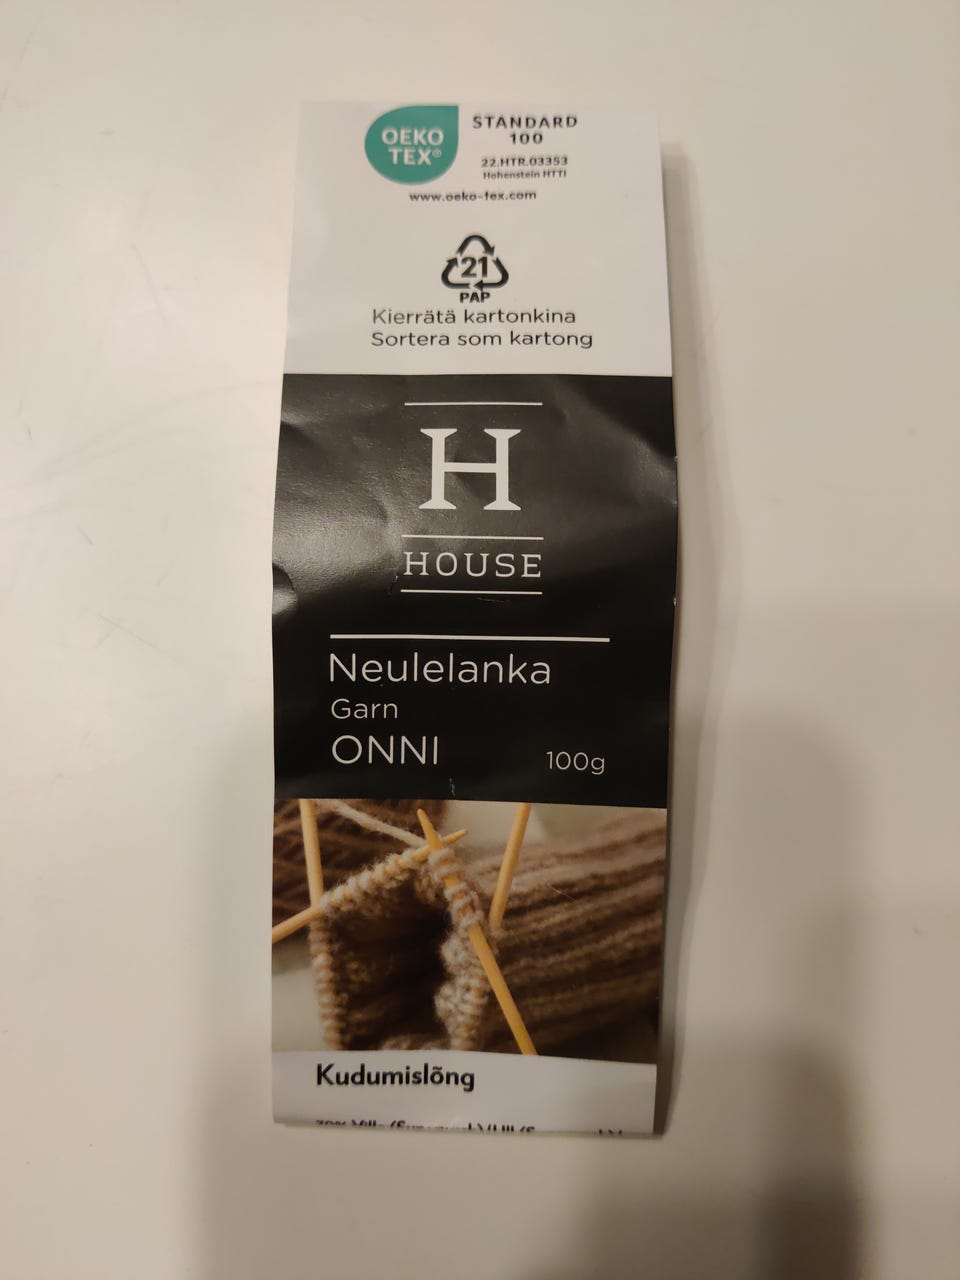 OEKO
TEX®
STANDARD
100
22.HTR.03353
Hohenstein HTTI
www.oeko-tex.com
21
PAP
Kierrätä kartonkina
Sortera som kartong
H
HOUSE
Neulelanka
Garn
ONNI
100g
Kudumislõng